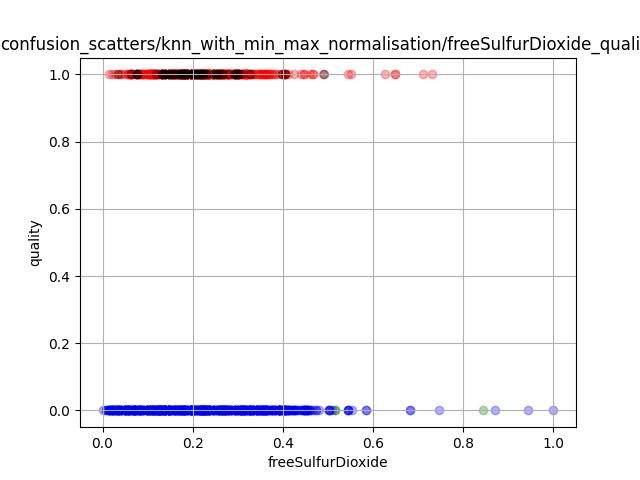 confusion_scatters/knn_with_min_max_normalisation/freeSulfurDioxide_quali
1.0
0.8
0.6
0.4
0.2
0.0
quality
0.0 0.2 0.4 0.6 0.8 1.0
freeSulfurDioxide